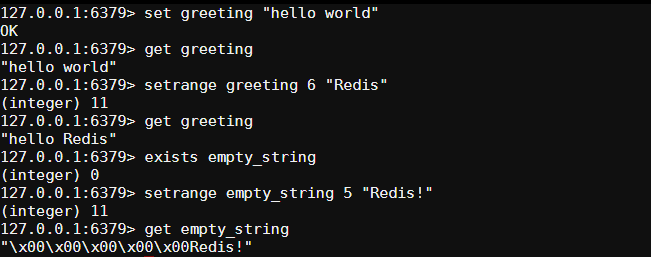 127.0.0.1:6379> set greeting "hello world"
OK
127.0.0.1:6379> get greeting
"hello world"
127.0.0.1:6379> setrange greeting 6 "Redis"
(integer) 11
127.0.0.1:6379> get greeting
"hello Redis"
127.0.0.1:6379> exists empty_string
(integer) 0
127.0.0.1:6379> setrange empty_string 5 "Redis!"
(integer) 11
127.0.0.1:6379> get empty_string
"\x00\x00\x00\x00\x00Redis!"